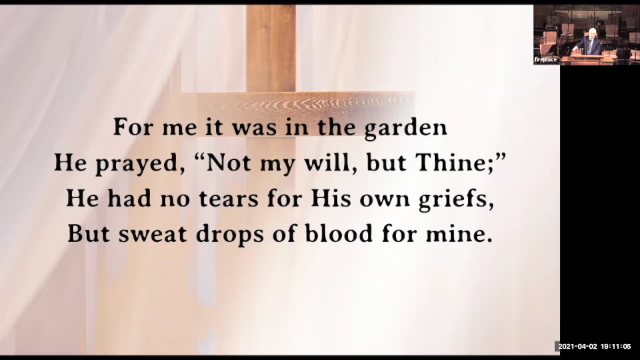 For me it was in the garden
He prayed, “Not my will, but Thine;”
He had no tears for His own griefs,
But sweat drops of blood for mine.
fireplace
2021-04-02 19:11:05